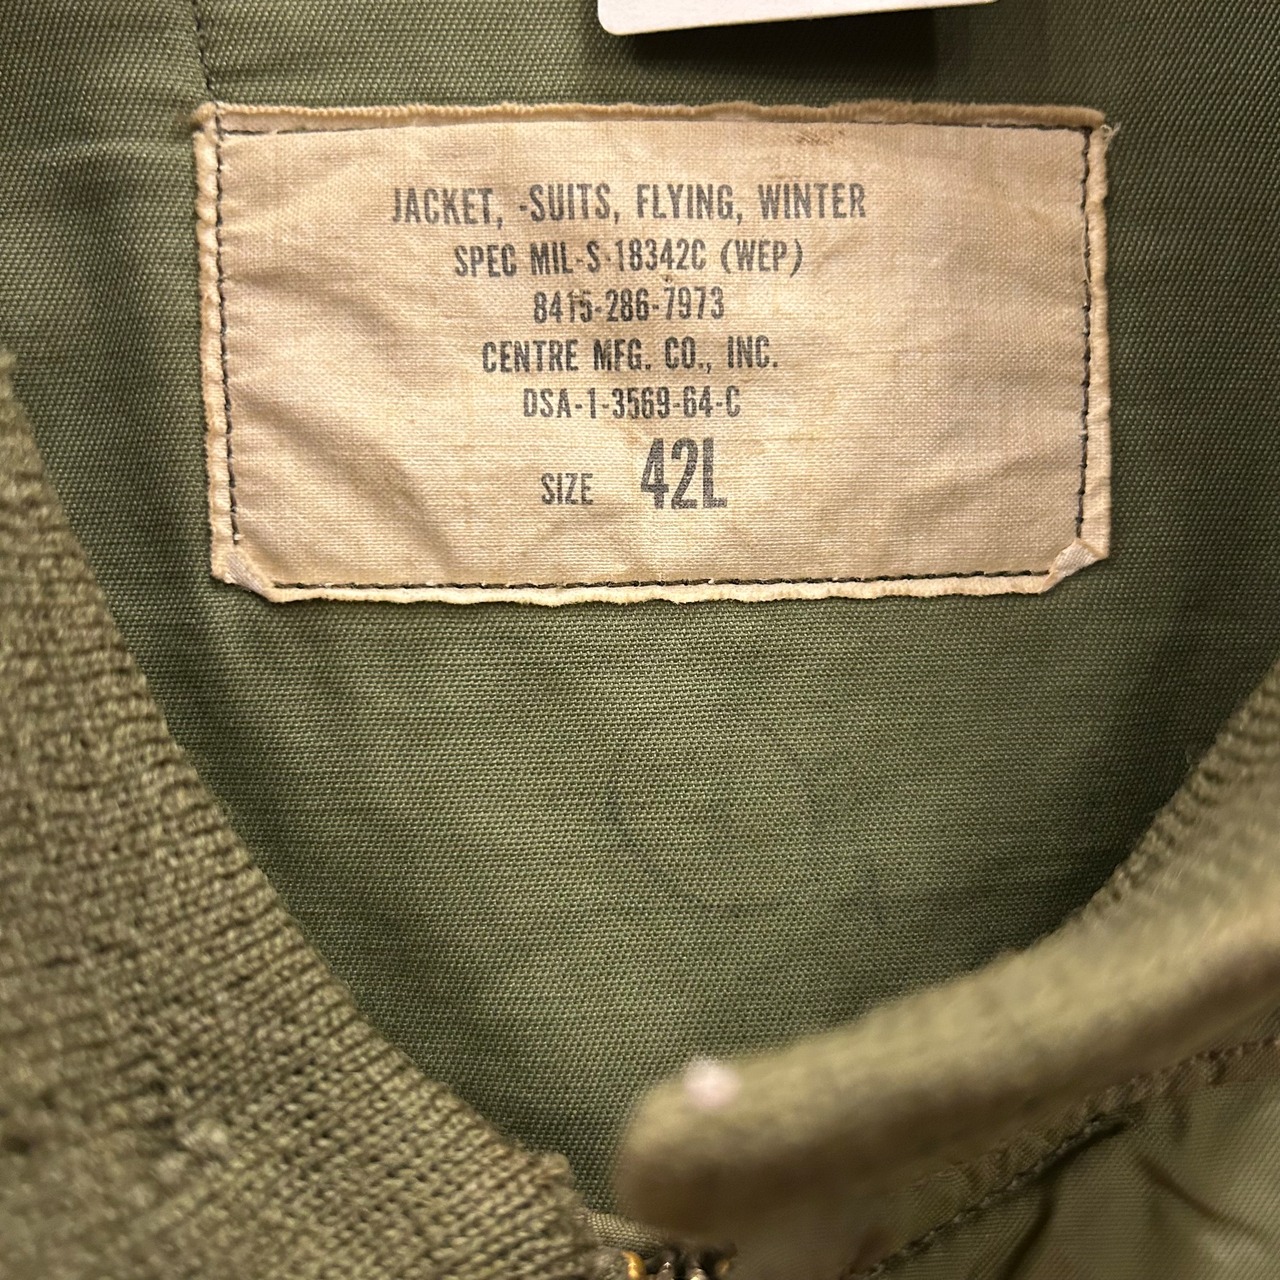 JACKET, -SUITS, FLYING, WINTER
SPEC MIL-S-18342C (WEP)
8415-286-7973
CENTRE MFG. CO., INC.
DSA-1-3569-64-C
SIZE 42L